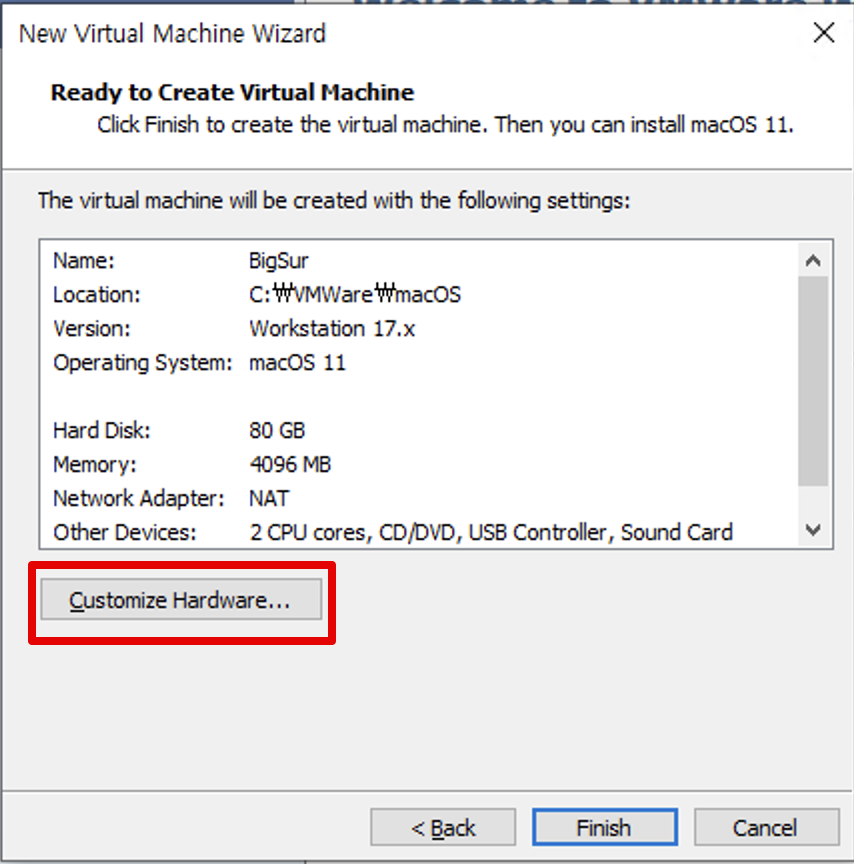 New Virtual Machine Wizard
Ready to Create Virtual Machine
Click Finish to create the virtual machine. Then you can install macOS 11.
The virtual machine will be created with the following settings:
Name: BigSur
Location: C:₩VMWare₩macOS
Version: Workstation 17.x
Operating System: macOS 11
Hard Disk: 80 GB
Memory: 4096 MB
Network Adapter: NAT
Other Devices: 2 CPU cores, CD/DVD, USB Controller, Sound Card
Customize Hardware...
< Back Finish Cancel